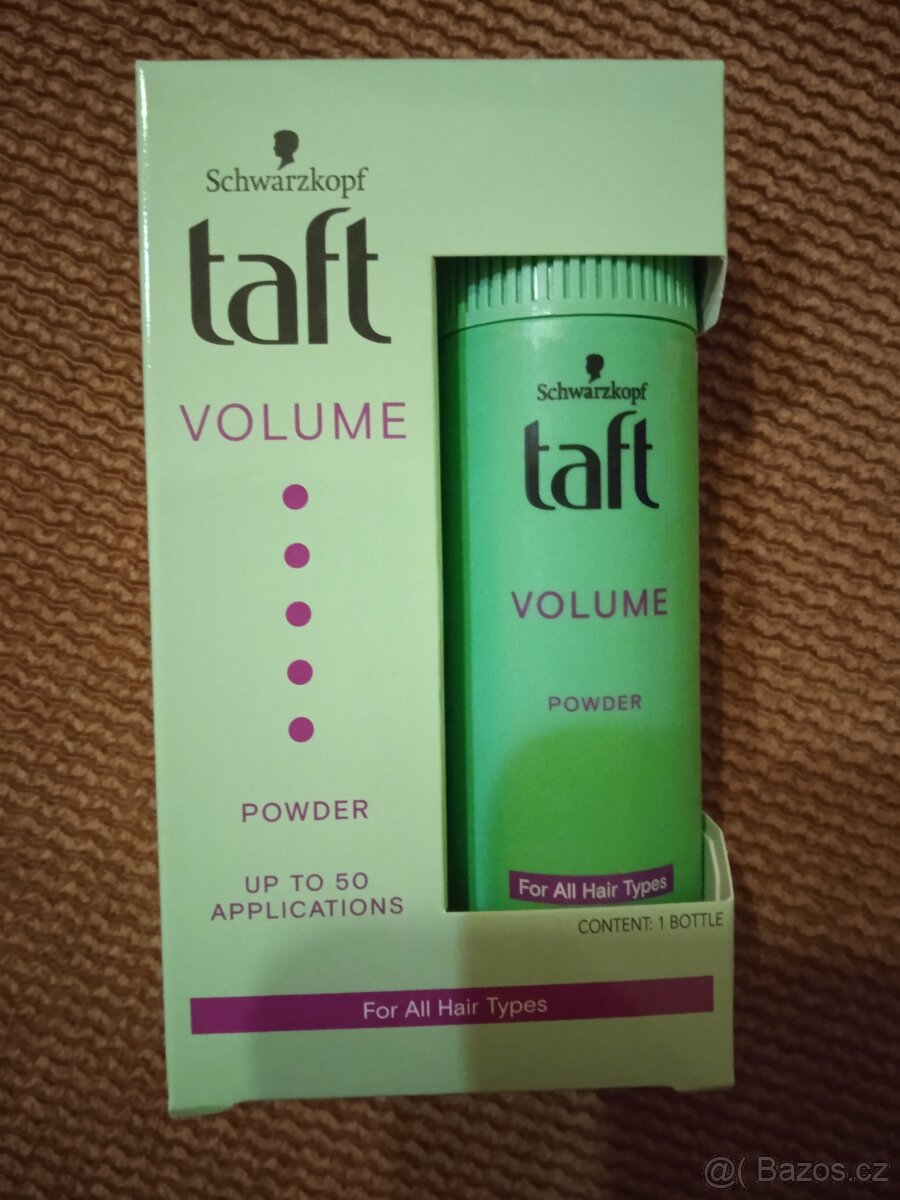 Schwarzkopf
taft
VOLUME
POWDER
UP TO 50
APPLICATIONS
For All Hair Types
Schwarzkopf
taft
VOLUME
POWDER
For All Hair Types
CONTENT: 1 BOTTLE
@( Bazos.cz